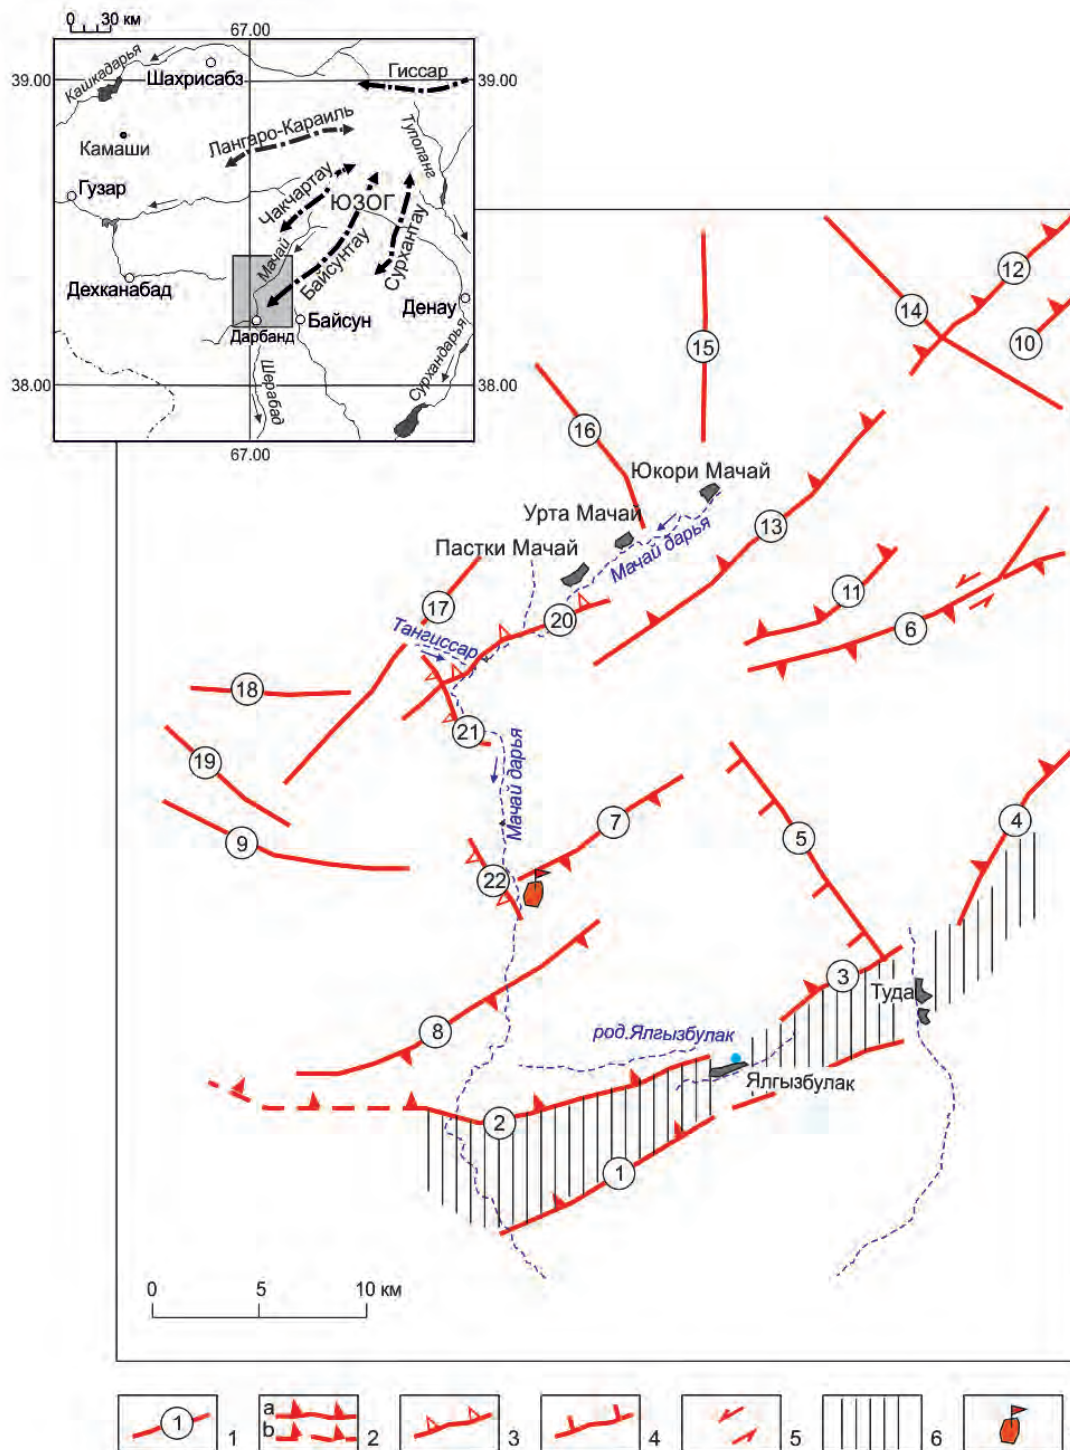 0 30 км
67.00
39.00
39.00
Кашкадарья
Шахрисабз
Гиссар
Камаши
Лангаро-Караиль
Туполанг
Гузар
Чакчартау
ЮЗОГ
Мачай
Байсунтау
Сурхантау
Дехканабад
Денау
Байсун
Дарбанд
38.00
38.00
Шерабад
Сурхандарья
67.00
12
14
10
15
16
Юкори Мачай
Урта Мачай
13
Мачай дарья
Пастки Мачай
11
17
20
6
Тангиссар
18
21
19
Мачай дарья
7
5
4
9
22
3
Туда
8
род.Ялгызбулак
Ялгызбулак
2
1
0 5 10 км
1
1
a
b
2
3
4
5
6